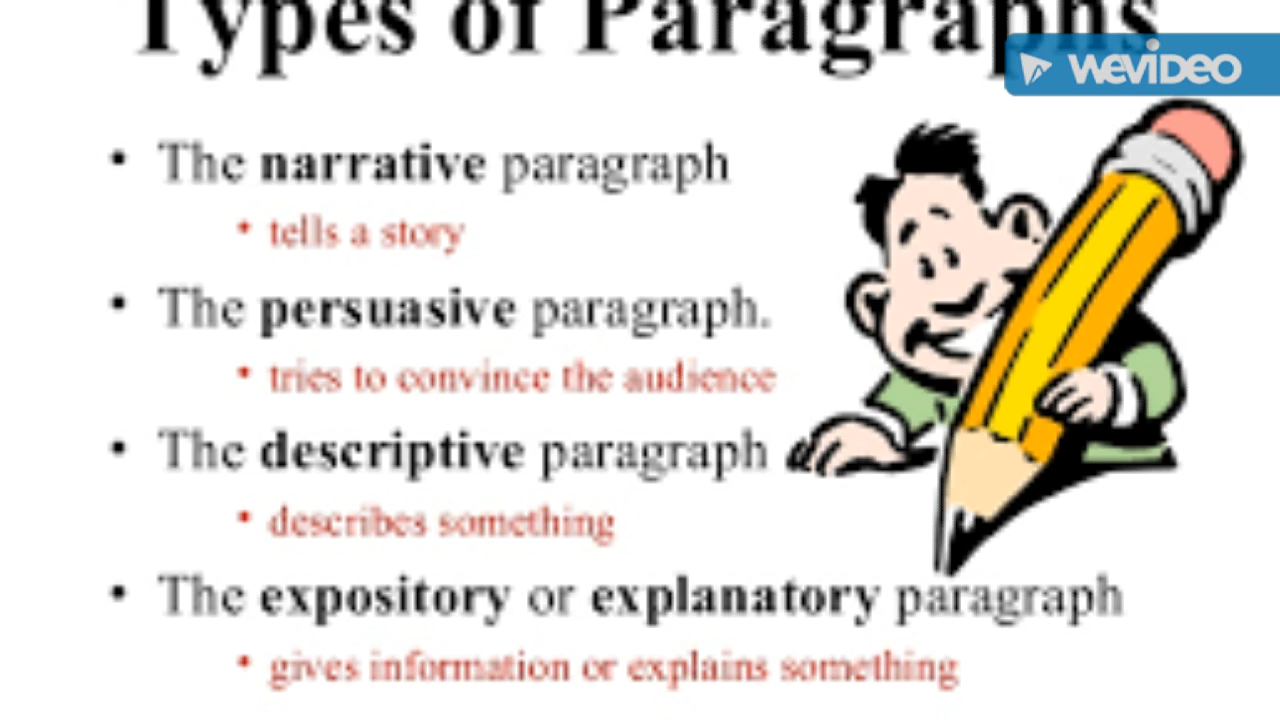 Types of Paragraphs
WEVIDEO
• The narrative paragraph
• tells a story
• The persuasive paragraph.
• tries to convince the audience
• The descriptive paragraph
• describes something
• The expository or explanatory paragraph
• gives information or explains something